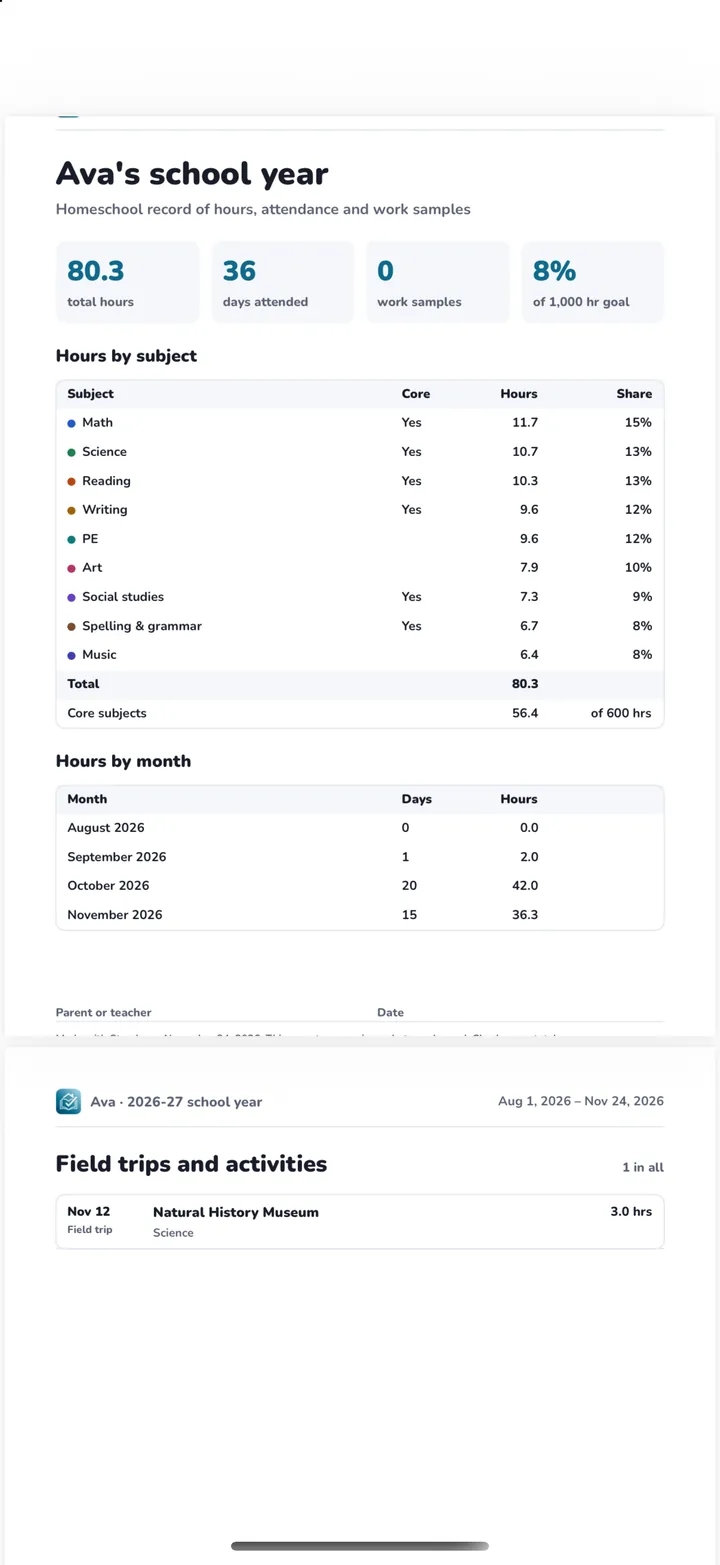 Ava's school year
Homeschool record of hours, attendance and work samples
80.3 36 0 8%
total hours days attended work samples of 1,000 hr goal
Hours by subject
Subject Core Hours Share
Math Yes 11.7 15%
Science Yes 10.7 13%
Reading Yes 10.3 13%
Writing Yes 9.6 12%
PE 9.6 12%
Art 7.9 10%
Social studies Yes 7.3 9%
Spelling & grammar Yes 6.7 8%
Music 6.4 8%
Total 80.3
Core subjects 56.4 of 600 hrs
Hours by month
Month Days Hours
August 2026 0 0.0
September 2026 1 2.0
October 2026 20 42.0
November 2026 15 36.3
Parent or teacher Date
Ava · 2026-27 school year Aug 1, 2026 – Nov 24, 2026
Field trips and activities 1 in all
Nov 12 Natural History Museum 3.0 hrs
Field trip Science